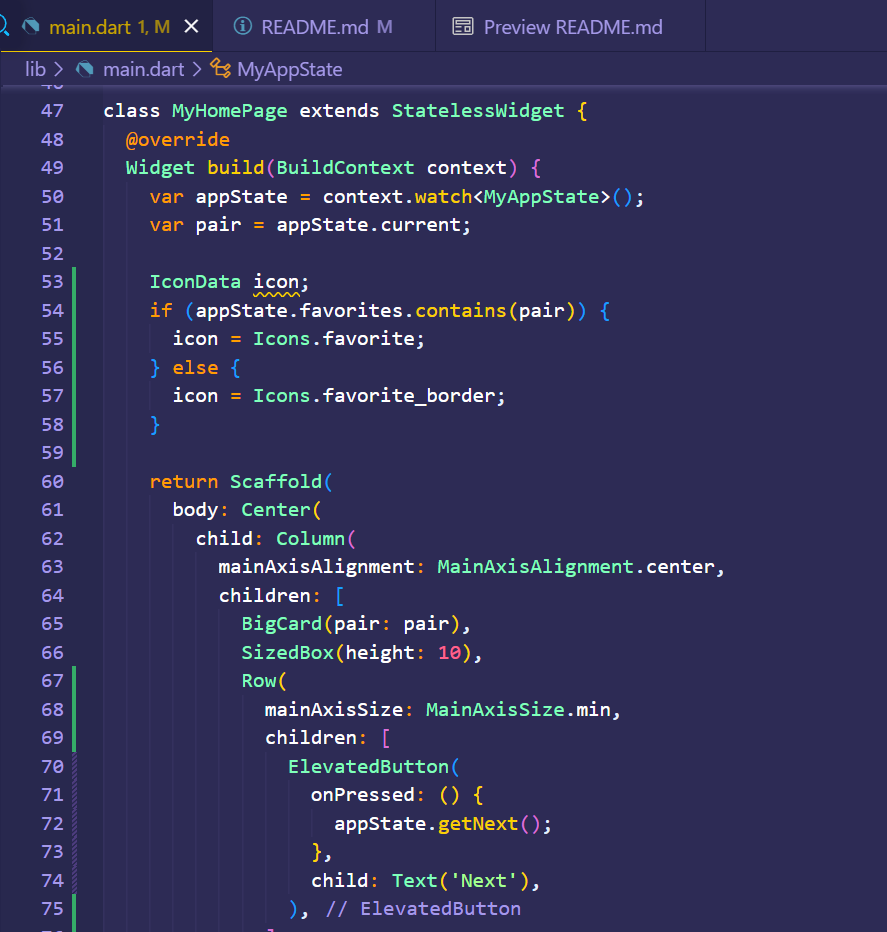 main.dart 1, M
README.md M
Preview README.md
lib > main.dart > MyAppState
47 class MyHomePage extends StatelessWidget {
48   @override
49   Widget build(BuildContext context) {
50     var appState = context.watch<MyAppState>();
51     var pair = appState.current;
52
53     IconData icon;
54     if (appState.favorites.contains(pair)) {
55       icon = Icons.favorite;
56     } else {
57       icon = Icons.favorite_border;
58     }
59
60     return Scaffold(
61       body: Center(
62         child: Column(
63           mainAxisAlignment: MainAxisAlignment.center,
64           children: [
65             BigCard(pair: pair),
66             SizedBox(height: 10),
67             Row(
68               mainAxisSize: MainAxisSize.min,
69               children: [
70                 ElevatedButton(
71                   onPressed: () {
72                     appState.getNext();
73                   },
74                   child: Text('Next'),
75                 ), // ElevatedButton